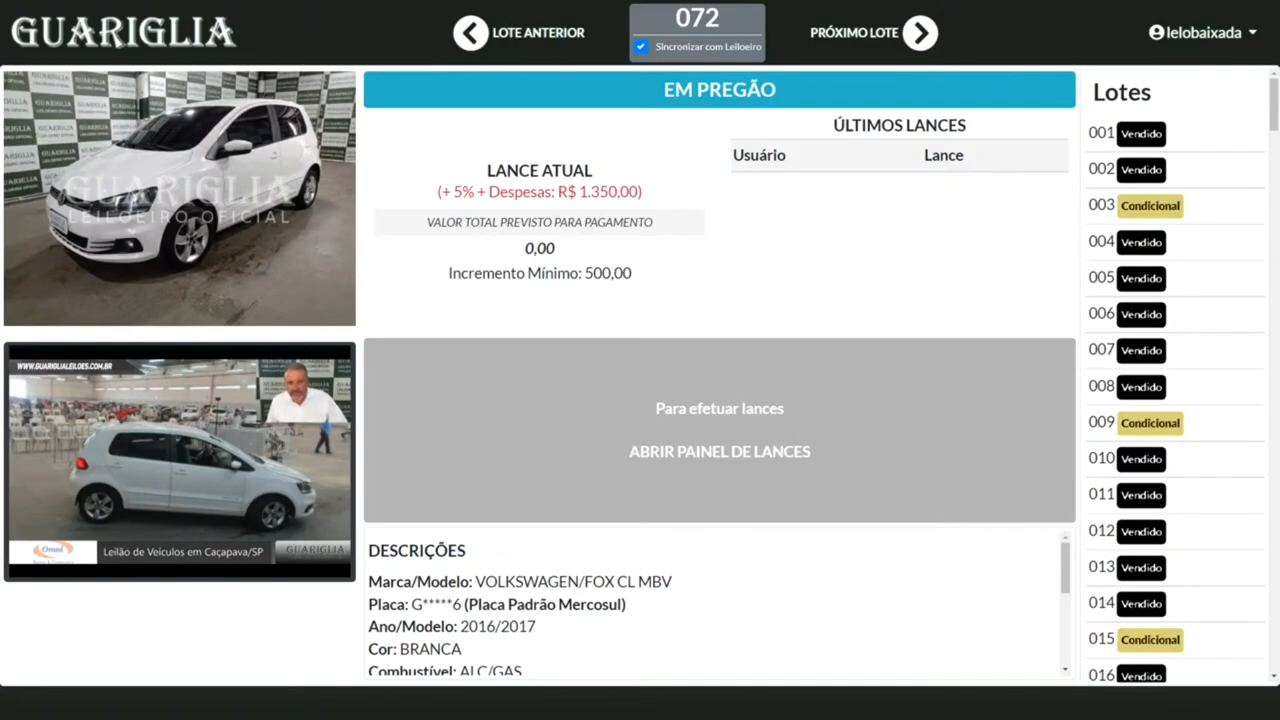 GUARIGLIA
LOTE ANTERIOR
072
Sincronizar com Leiloeiro
PRÓXIMO LOTE
lelobaixada
GUARIGLIA
LEILOEIRO OFICIAL
EM PREGÃO
LANCE ATUAL
(+ 5% + Despesas: R$ 1.350,00)
VALOR TOTAL PREVISTO PARA PAGAMENTO
0,00
Incremento Mínimo: 500,00
ÚLTIMOS LANCES
Usuário Lance
WWW.GUARIGLIALEILOES.COM.BR
Omni
Leilão de Veículos em Caçapava/SP
GUARIGLIA
Para efetuar lances
ABRIR PAINEL DE LANCES
DESCRIÇÕES
Marca/Modelo: VOLKSWAGEN/FOX CL MBV
Placa: G*****6 (Placa Padrão Mercosul)
Ano/Modelo: 2016/2017
Cor: BRANCA
Combustível: ALC/GAS
Lotes
001 Vendido
002 Vendido
003 Condicional
004 Vendido
005 Vendido
006 Vendido
007 Vendido
008 Vendido
009 Condicional
010 Vendido
011 Vendido
012 Vendido
013 Vendido
014 Vendido
015 Condicional
016 Vendido